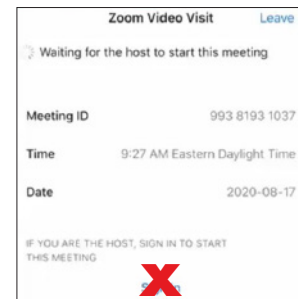 Zoom Video Visit Leave
Waiting for the host to start this meeting
Meeting ID 993 8193 1037
Time 9:27 AM Eastern Daylight Time
Date 2020-08-17
IF YOU ARE THE HOST, SIGN IN TO START
THIS MEETING